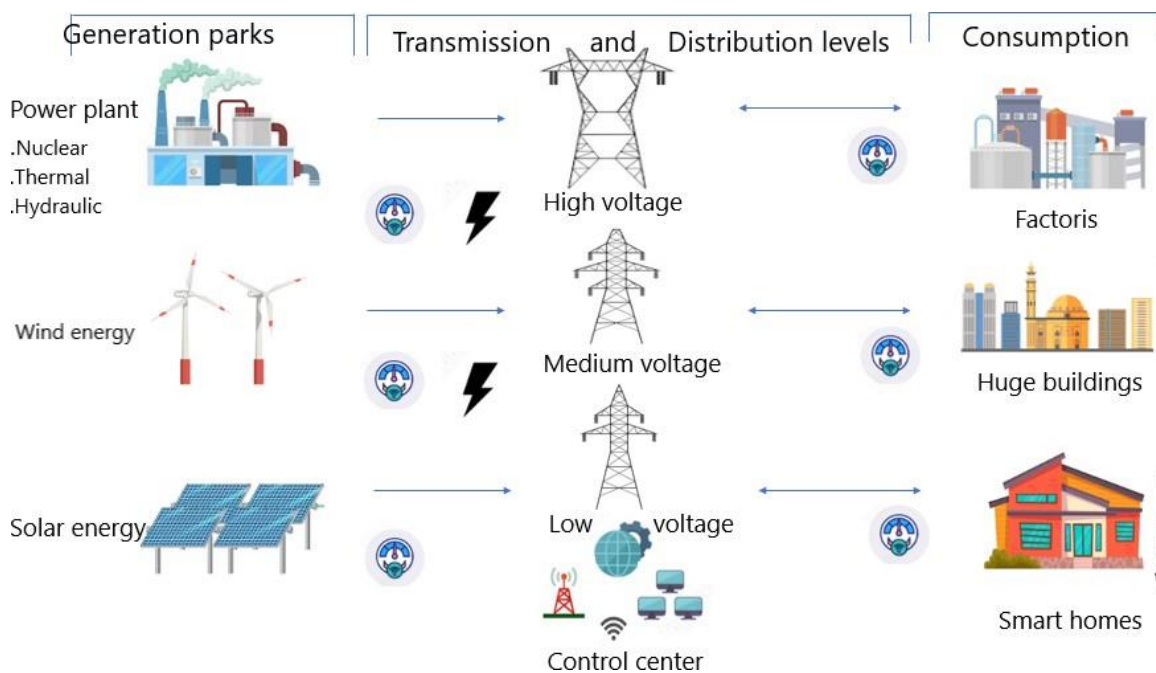 Generation parks
Transmission and Distribution levels
Consumption
Power plant
.Nuclear
.Thermal
.Hydraulic
High voltage
Factoris
Wind energy
Medium voltage
Huge buildings
Solar energy
Low voltage
Smart homes
Control center